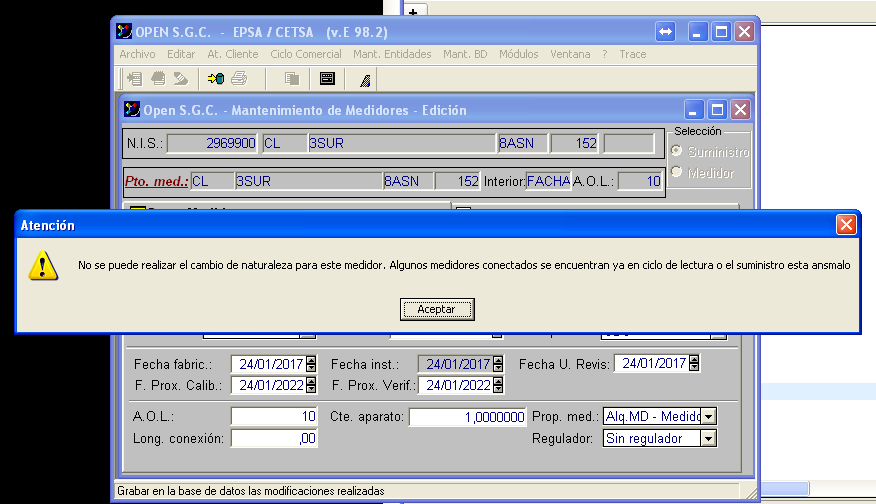 OPEN S.G.C. - EPSA / CETSA (v.E 98.2)
Archivo Editar At. Cliente Ciclo Comercial Mant. Entidades Mant. BD Módulos Ventana ? Trace
Open S.G.C. - Mantenimiento de Medidores - Edición
Selección
N.I.S.: 2969900 CL 3SUR 8ASN 152
Suministro
Medidor
Pto. med.: CL 3SUR 8ASN 152 Interior: FACHA A.O.L.: 10
Atención
No se puede realizar el cambio de naturaleza para este medidor. Algunos medidores conectados se encuentran ya en ciclo de lectura o el suministro esta ansmalo
Aceptar
Fecha fabric.: 24/01/2017 Fecha inst.: 24/01/2017 Fecha U. Revis: 24/01/2017
F. Prox. Calib.: 24/01/2022 F. Prox. Verif.: 24/01/2022
A.O.L.: 10 Cte. aparato: 1,0000000 Prop. med.: Alq.MD - Medido
Long. conexión: ,00 Regulador: Sin regulador
Grabar en la base de datos las modificaciones realizadas